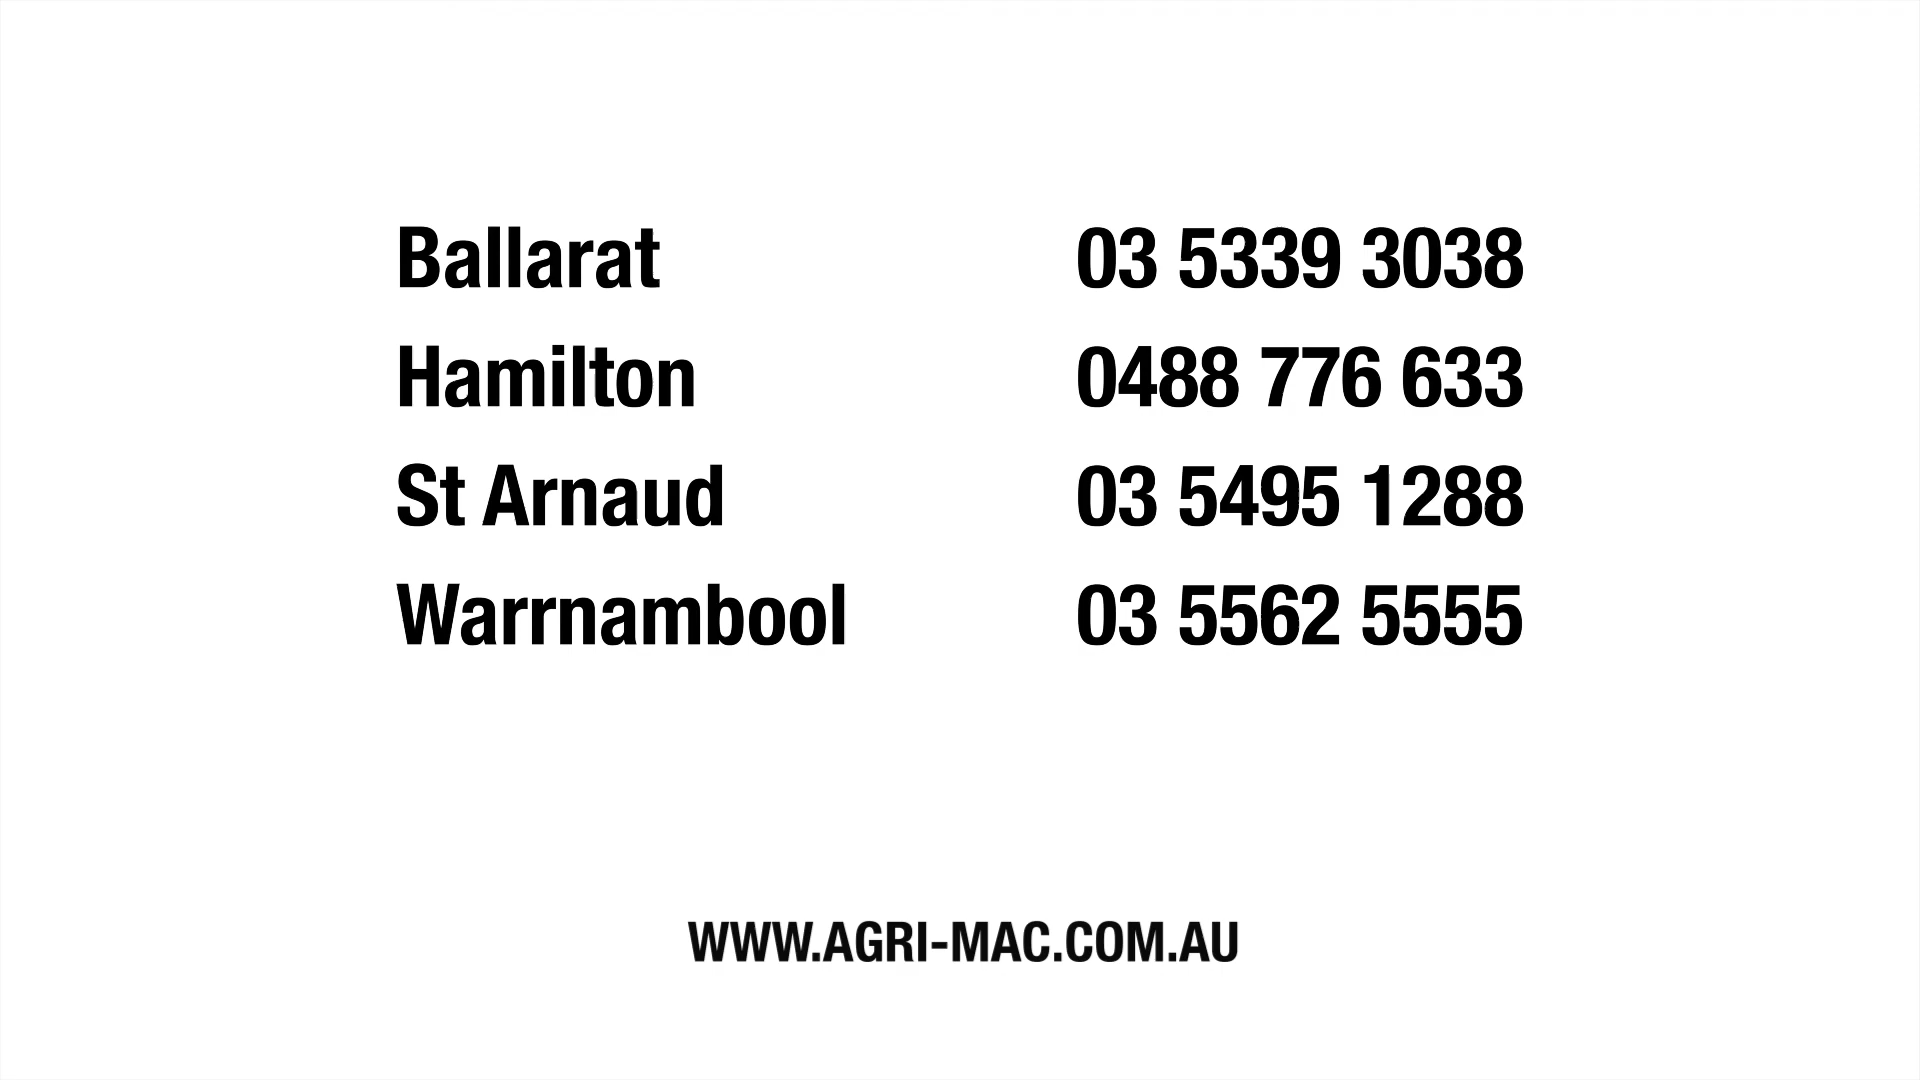 Ballarat 03 5339 3038
Hamilton 0488 776 633
St Arnaud 03 5495 1288
Warrnambool 03 5562 5555
WWW.AGRI-MAC.COM.AU